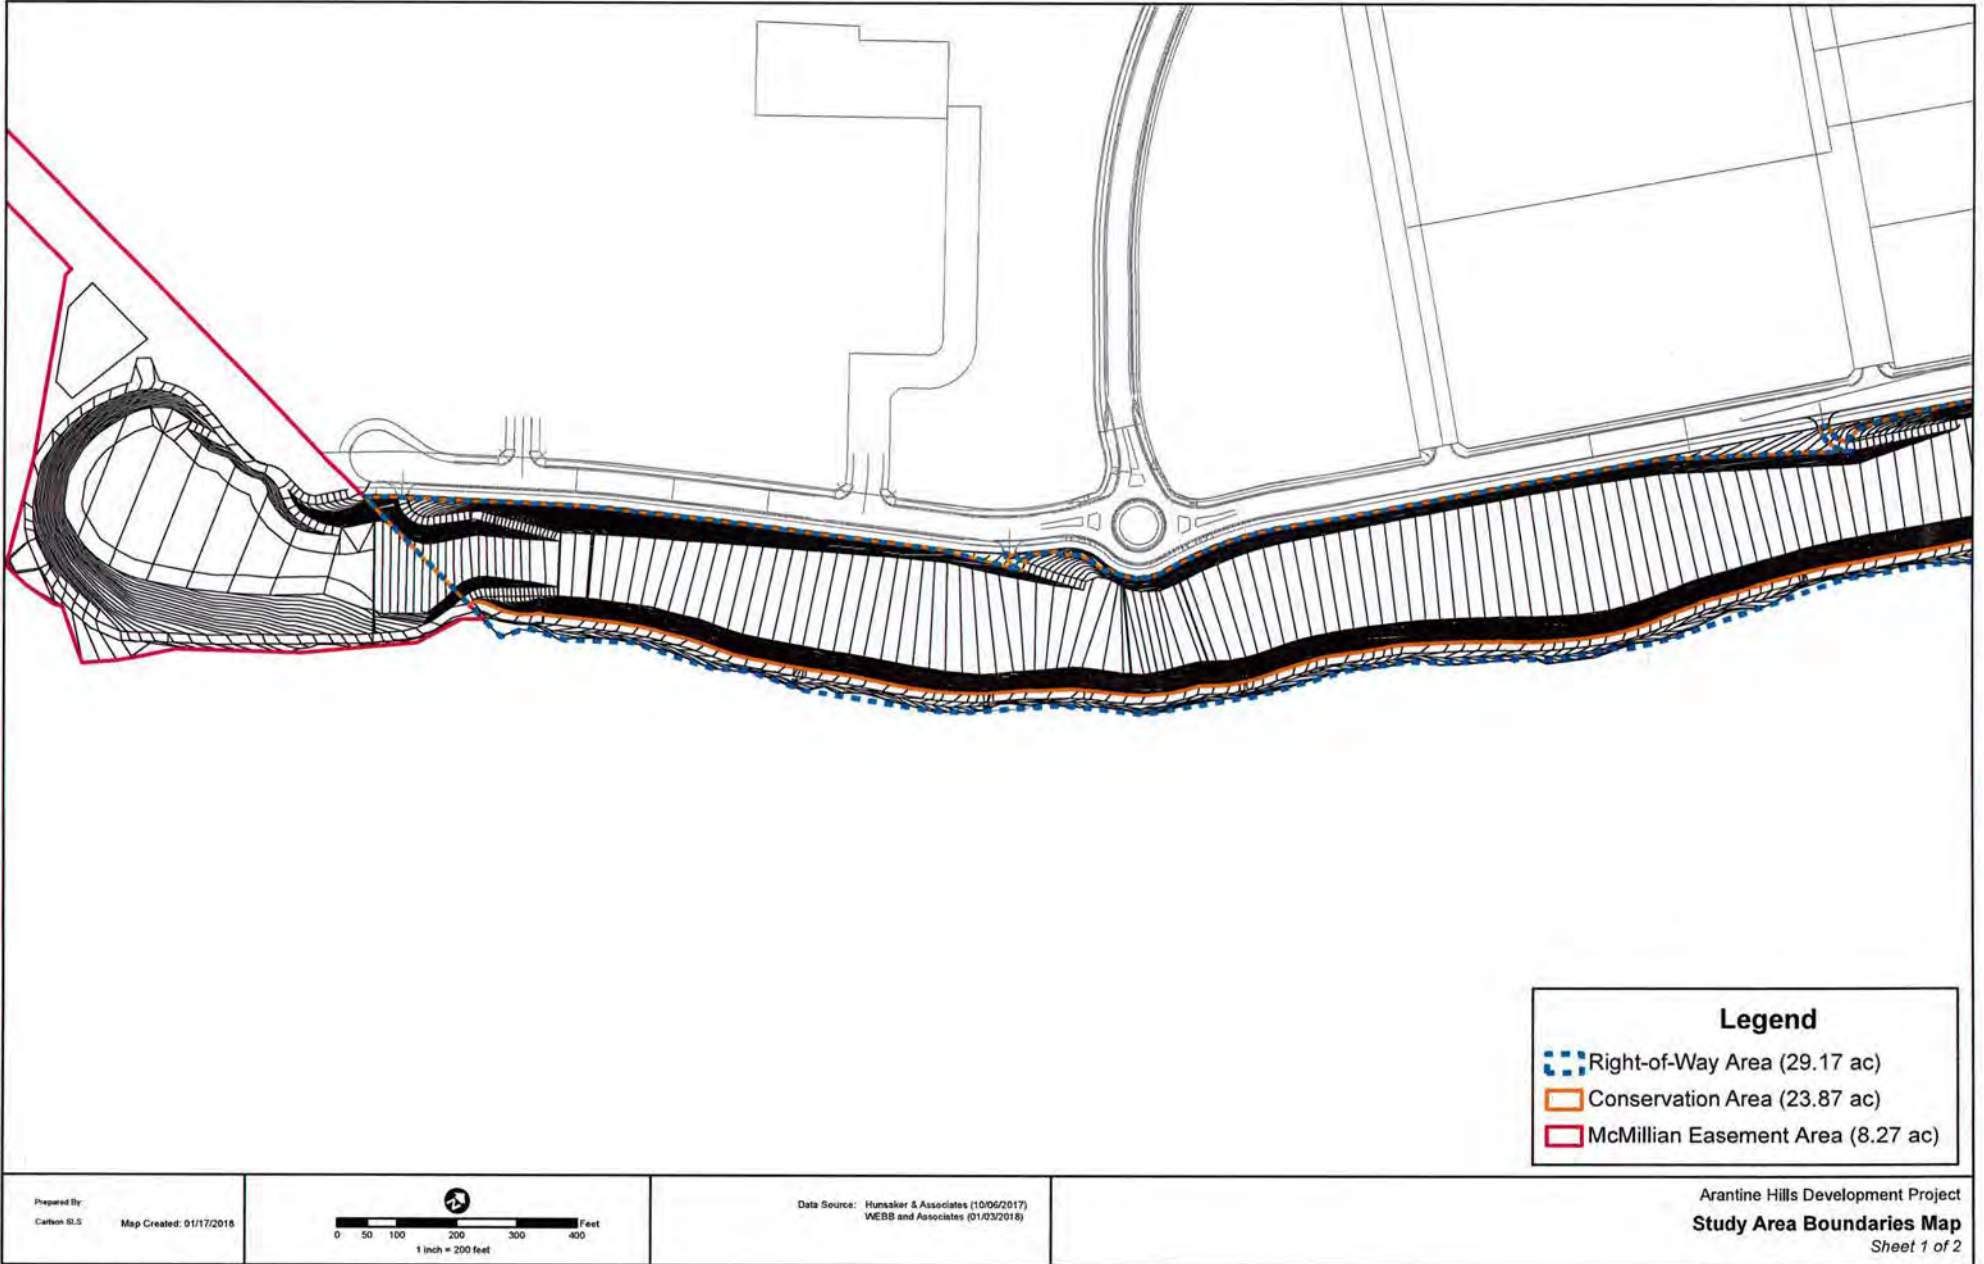 Legend
Right-of-Way Area (29.17 ac)
Conservation Area (23.87 ac)
McMillian Easement Area (8.27 ac)
Prepared By:
Carlson SLS
Map Created: 01/17/2018
Feet
0 50 100 200 300 400
1 inch = 200 feet
Data Source: Hunsaker & Associates (10/06/2017)
WEBB and Associates (01/03/2018)
Arantine Hills Development Project
Study Area Boundaries Map
Sheet 1 of 2